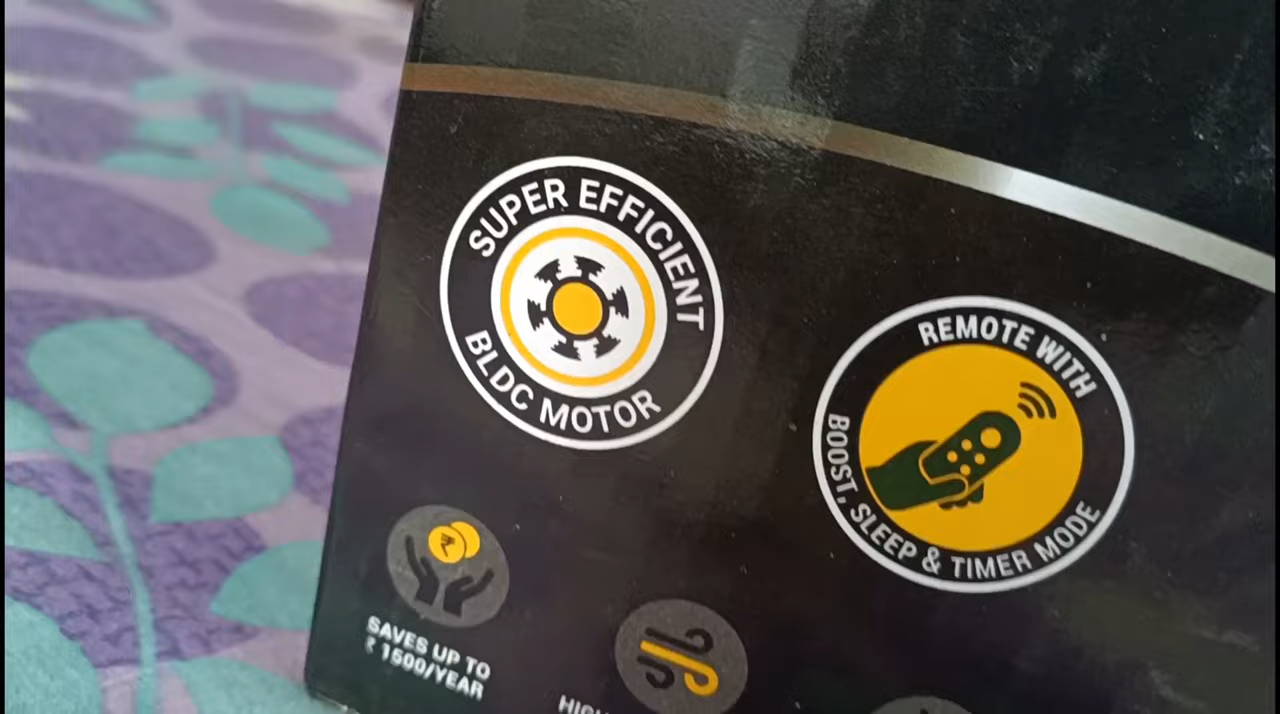 SUPER EFFICIENT
BLDC MOTOR
REMOTE WITH
BOOST, SLEEP & TIMER MODE
₹
SAVES UP TO
₹ 1500/YEAR